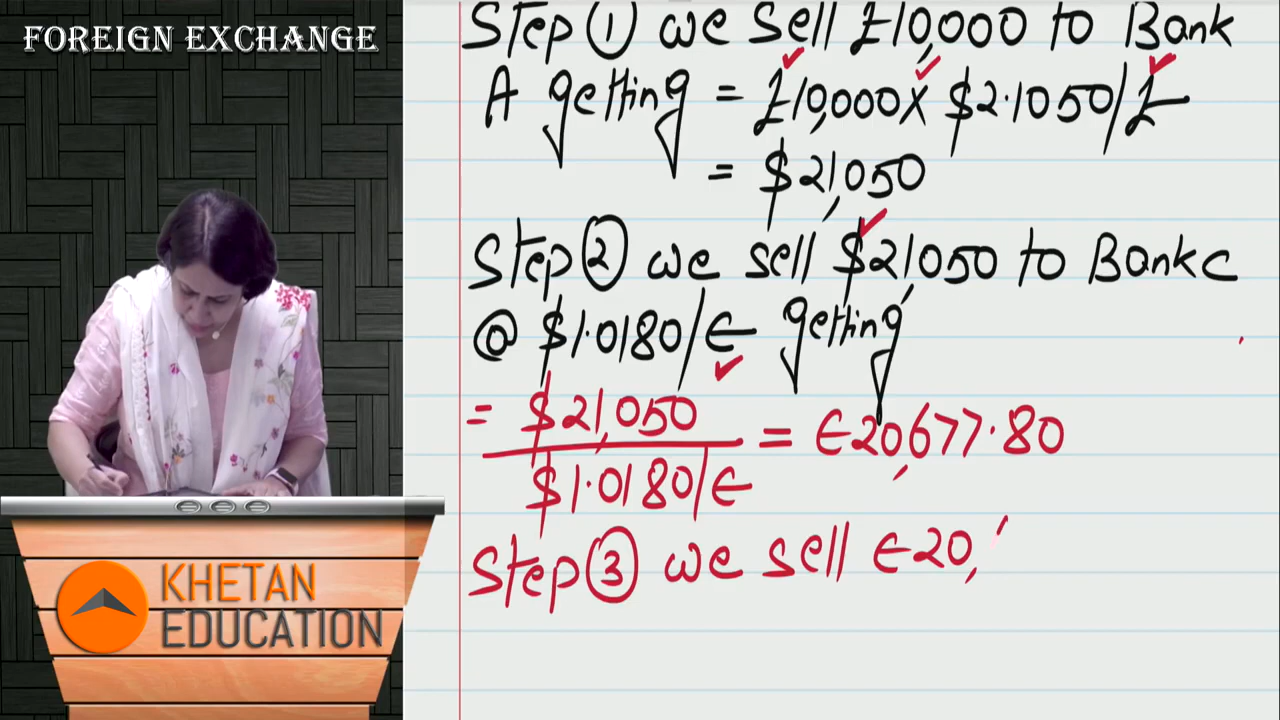 FOREIGN EXCHANGE
Step ① we sell £10,000 to Bank
A getting = £10,000 x $2.1050/£
= $21,050
Step ② we sell $21,050 to Bank C
@ $1.0180/€ getting
= $21,050 = €20,677.80
$1.0180/€
Step ③ we sell €20,
KHETAN
EDUCATION